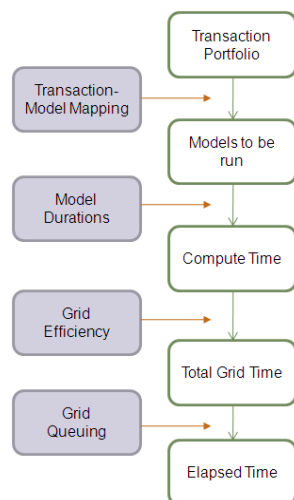 Transaction
Portfolio
Transaction-
Model Mapping
Models to be
run
Model
Durations
Compute Time
Grid
Efficiency
Total Grid Time
Grid
Queuing
Elapsed Time